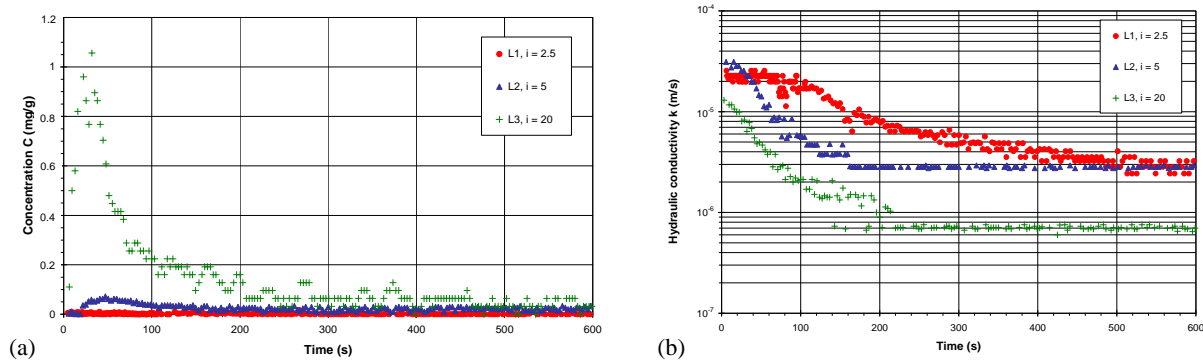 1.2
1
0.8
0.6
0.4
0.2
0
Concentration C (mg/g)
0 100 200 300 400 500 600
Time (s)
L1, i = 2.5
L2, i = 5
L3, i = 20
(a)
10-4
10-5
10-6
10-7
Hydraulic conductivity k (m/s)
0 100 200 300 400 500 600
Time (s)
L1, i = 2.5
L2, i = 5
L3, i = 20
(b)